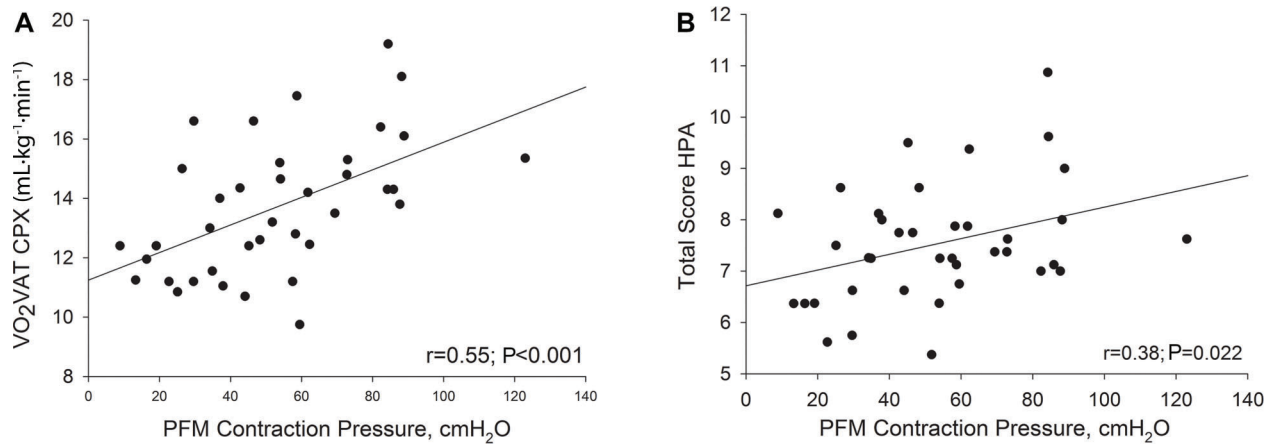 A
VO2VAT CPX (mL·kg⁻¹·min⁻¹)
20
18
16
14
12
10
8
0 20 40 60 80 100 120 140
PFM Contraction Pressure, cmH₂O
r=0.55; P<0.001
B
Total Score HPA
12
11
10
9
8
7
6
5
0 20 40 60 80 100 120 140
PFM Contraction Pressure, cmH₂O
r=0.38; P=0.022